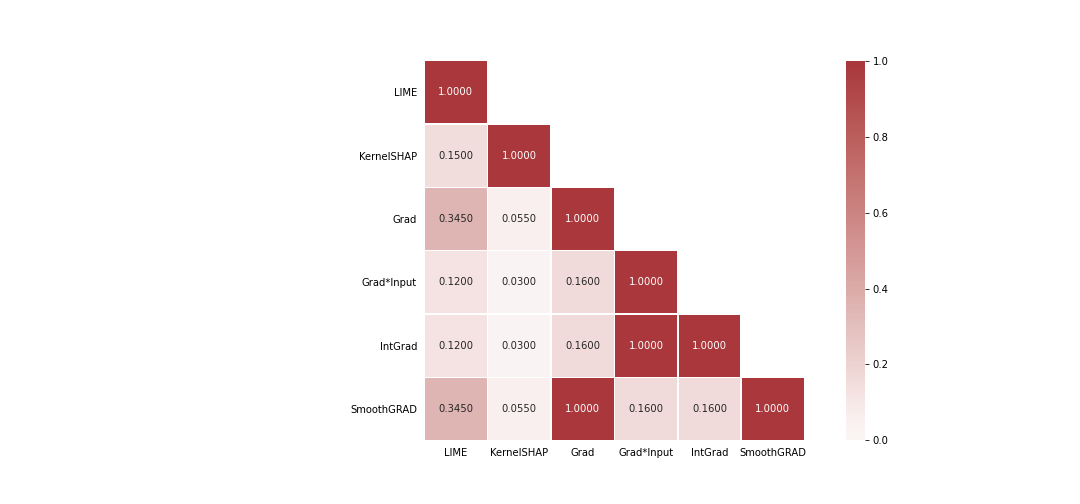 LIME 1.0000
KernelSHAP 0.1500 1.0000
Grad 0.3450 0.0550 1.0000
Grad*Input 0.1200 0.0300 0.1600 1.0000
IntGrad 0.1200 0.0300 0.1600 1.0000 1.0000
SmoothGRAD 0.3450 0.0550 1.0000 0.1600 0.1600 1.0000
LIME KernelSHAP Grad Grad*Input IntGrad SmoothGRAD
1.0
0.8
0.6
0.4
0.2
0.0